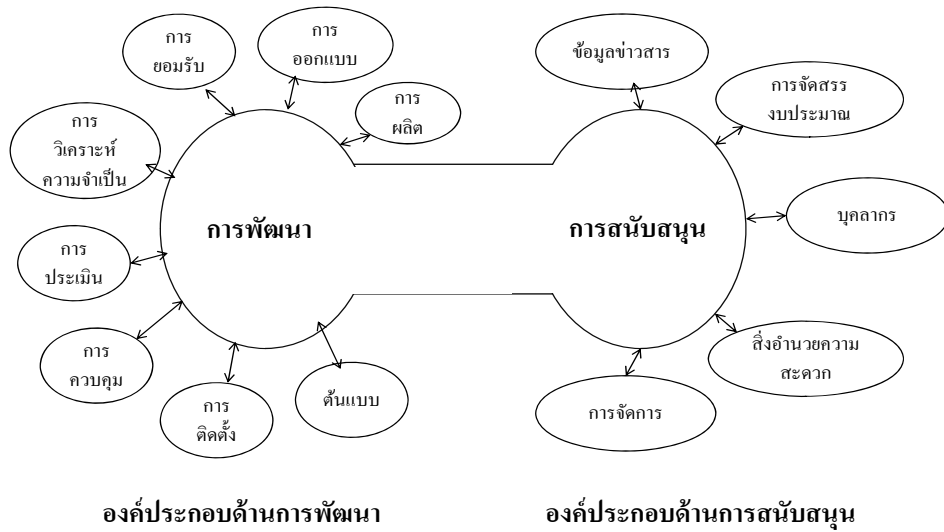 การ
ยอมรับ
การ
ออกแบบ
การ
ผลิต
การ
วิเคราะห์
ความจำเป็น
การพัฒนา
การ
ประเมิน
การ
ควบคุม
การ
ติดตั้ง
ต้นแบบ
ข้อมูลข่าวสาร
การจัดสรร
งบประมาณ
บุคลากร
การสนับสนุน
สิ่งอำนวยความ
สะดวก
การจัดการ
องค์ประกอบด้านการพัฒนา
องค์ประกอบด้านการสนับสนุน